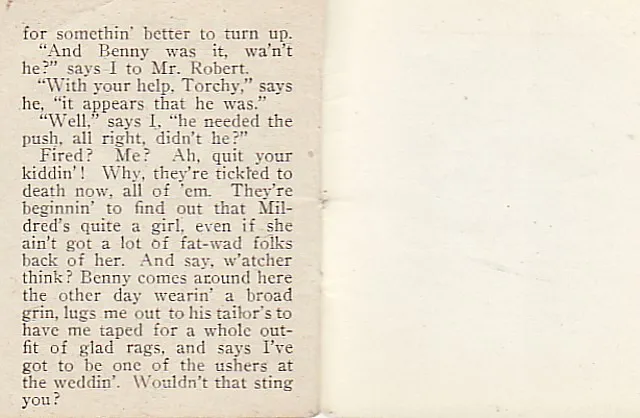 for somethin' better to turn up.
"And Benny was it, wa'n't
he?" says I to Mr. Robert.
"With your help, Torchy," says
he, "it appears that he was."
"Well," says I, "he needed the
push, all right, didn't he?"
Fired? Me? Ah, quit your
kiddin'! Why, they're tickled to
death now, all of 'em. They're
beginnin' to find out that Mil-
dred's quite a girl, even if she
ain't got a lot of fat-wad folks
back of her. And say, w'atcher
think? Benny comes around here
the other day wearin' a broad
grin, lugs me out to his tailor's to
have me taped for a whole out-
fit of glad rags, and says I've
got to be one of the ushers at
the weddin'. Wouldn't that sting
you?